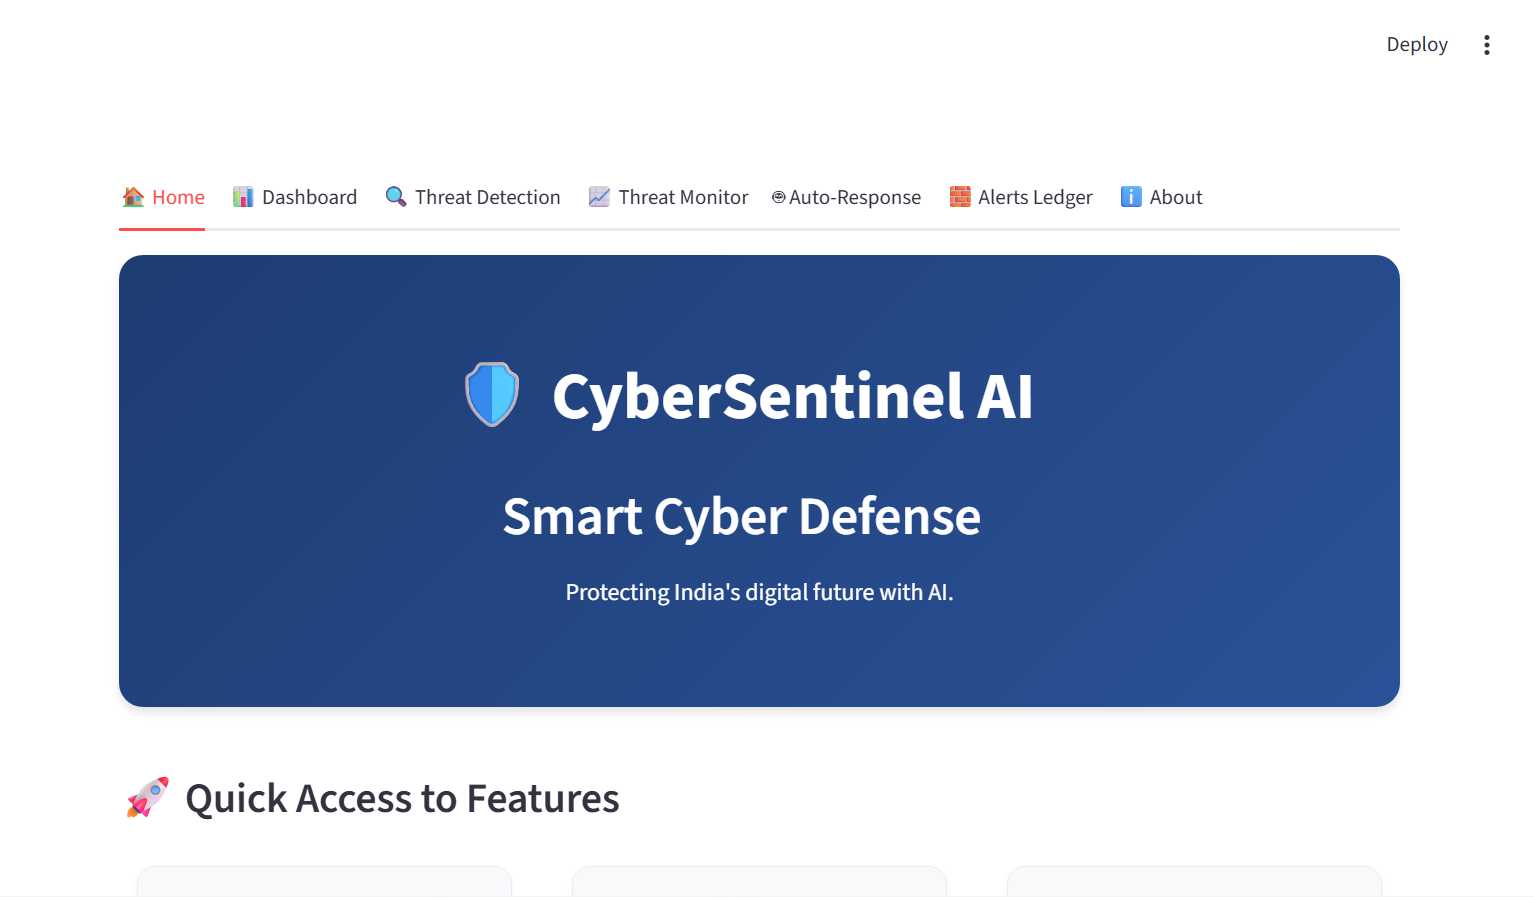 Deploy
Home Dashboard Threat Detection Threat Monitor Auto-Response Alerts Ledger About
CyberSentinel AI
Smart Cyber Defense
Protecting India's digital future with AI.
Quick Access to Features